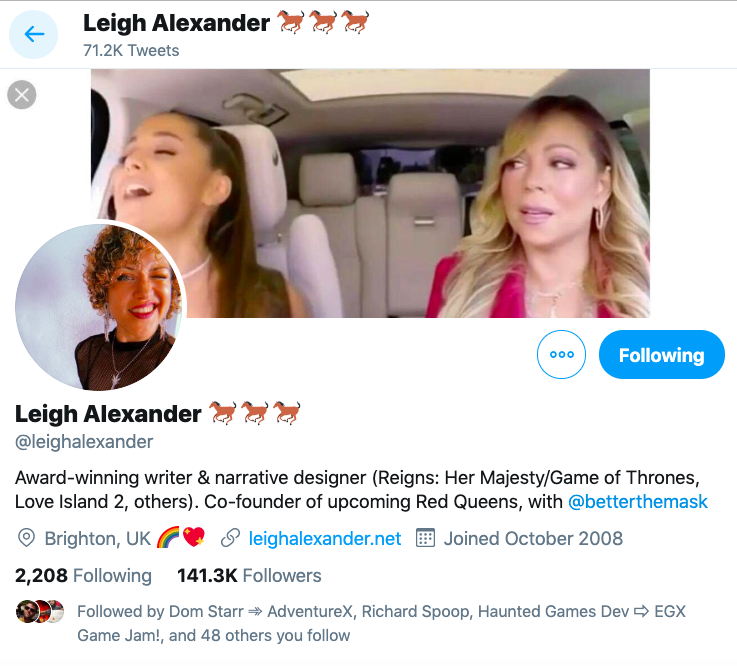 Leigh Alexander 🐎🐎🐎
71.2K Tweets
Following
Leigh Alexander 🐎🐎🐎
@leighalexander
Award-winning writer & narrative designer (Reigns: Her Majesty/Game of Thrones,
Love Island 2, others). Co-founder of upcoming Red Queens, with @betterthemask
Brighton, UK 🌈💖 leighalexander.net Joined October 2008
2,208 Following 141.3K Followers
Followed by Dom Starr ⇛ AdventureX, Richard Spoop, Haunted Games Dev ⇨ EGX
Game Jam!, and 48 others you follow